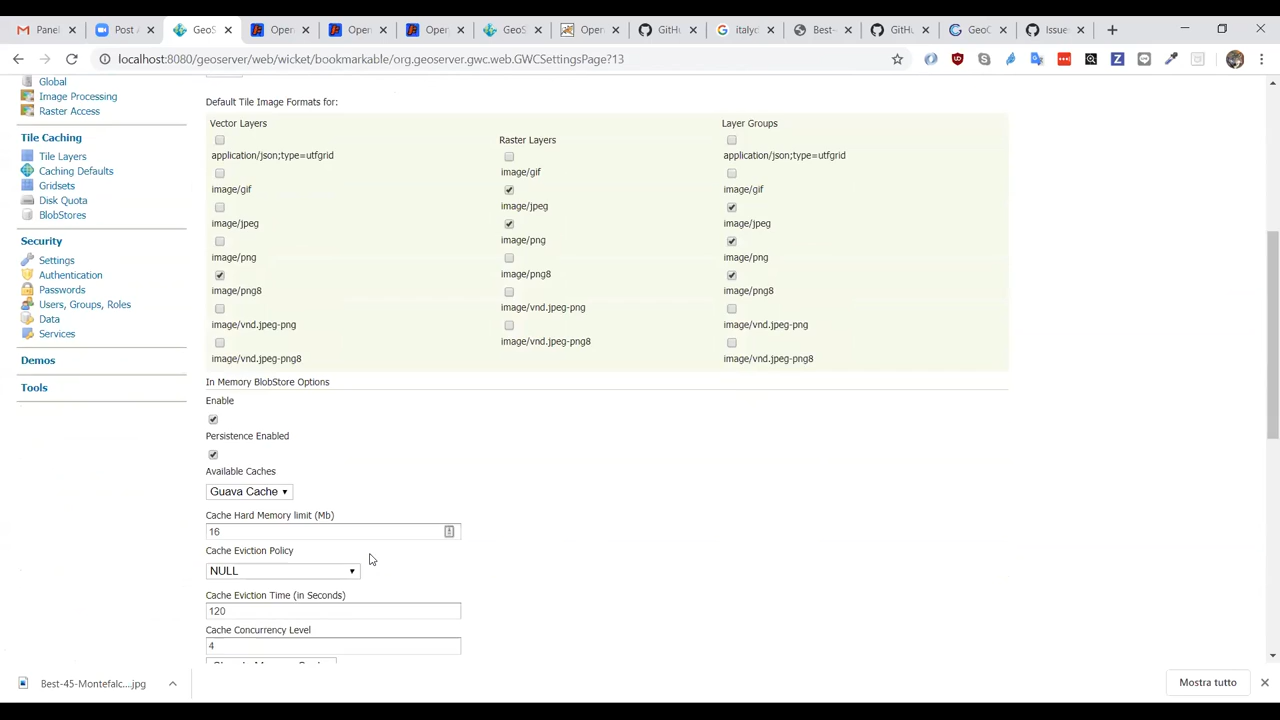 Panel
Post A
GeoS
Open
Open
Open
GeoS
Open
GitHu
italyc
Best-
GitHu
GeoC
Issue
localhost:8080/geoserver/web/wicket/bookmarkable/org.geoserver.gwc.web.GWCSettingsPage?13
Global
Image Processing
Raster Access
Tile Caching
Tile Layers
Caching Defaults
Gridsets
Disk Quota
BlobStores
Security
Settings
Authentication
Passwords
Users, Groups, Roles
Data
Services
Demos
Tools
Default Tile Image Formats for:
Vector Layers
application/json;type=utfgrid
image/gif
image/jpeg
image/png
image/png8
image/vnd.jpeg-png
image/vnd.jpeg-png8
Raster Layers
image/gif
image/jpeg
image/png
image/png8
image/vnd.jpeg-png
image/vnd.jpeg-png8
Layer Groups
application/json;type=utfgrid
image/gif
image/jpeg
image/png
image/png8
image/vnd.jpeg-png
image/vnd.jpeg-png8
In Memory BlobStore Options
Enable
Persistence Enabled
Available Caches
Guava Cache
Cache Hard Memory limit (Mb)
16
Cache Eviction Policy
NULL
Cache Eviction Time (in Seconds)
120
Cache Concurrency Level
4
Best-45-Montefalc....jpg
Mostra tutto